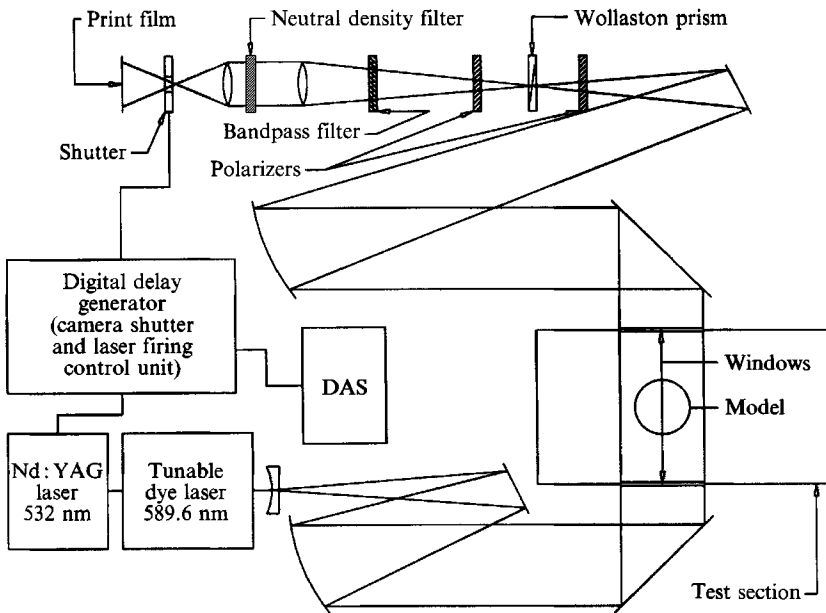 Print film
Neutral density filter
Wollaston prism
Shutter
Bandpass filter
Polarizers
Digital delay
generator
(camera shutter
and laser firing
control unit)
DAS
Windows
Model
Nd: YAG
laser
532 nm
Tunable
dye laser
589.6 nm
Test section